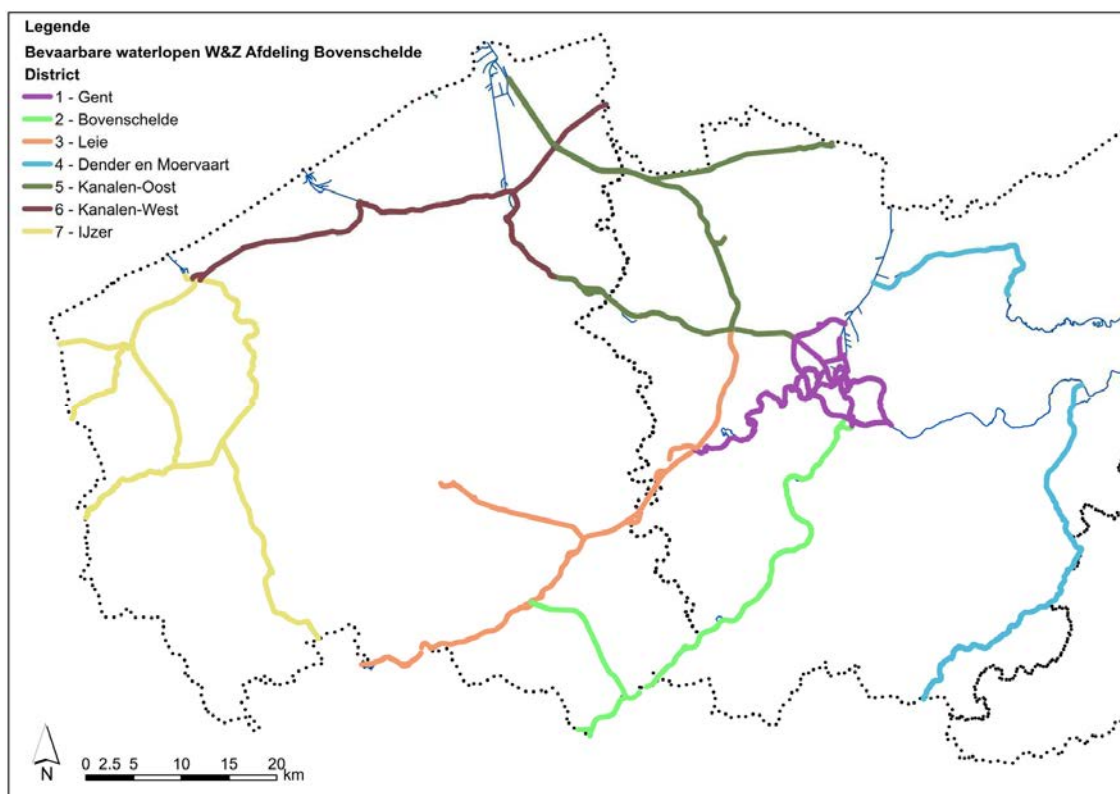 Legende
Bevaarbare waterlopen W&Z Afdeling Bovenschelde
District
1 - Gent
2 - Bovenschelde
3 - Leie
4 - Dender en Moervaart
5 - Kanalen-Oost
6 - Kanalen-West
7 - IJzer
N
0 2.5 5 10 15 20
km